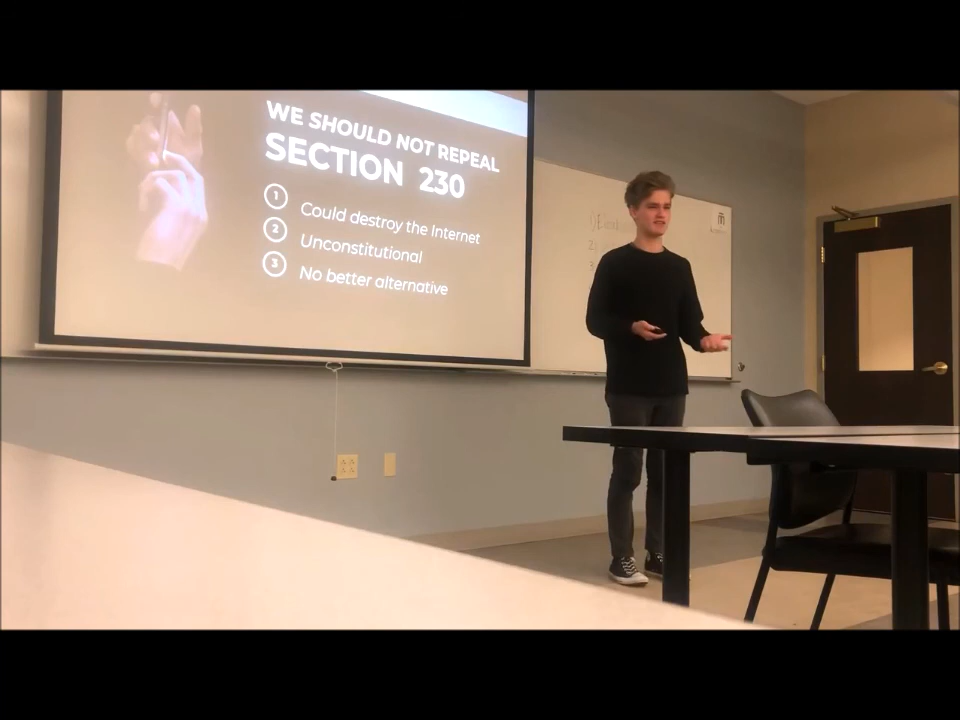 WE SHOULD NOT REPEAL
SECTION 230
1 Could destroy the Internet
2 Unconstitutional
3 No better alternative